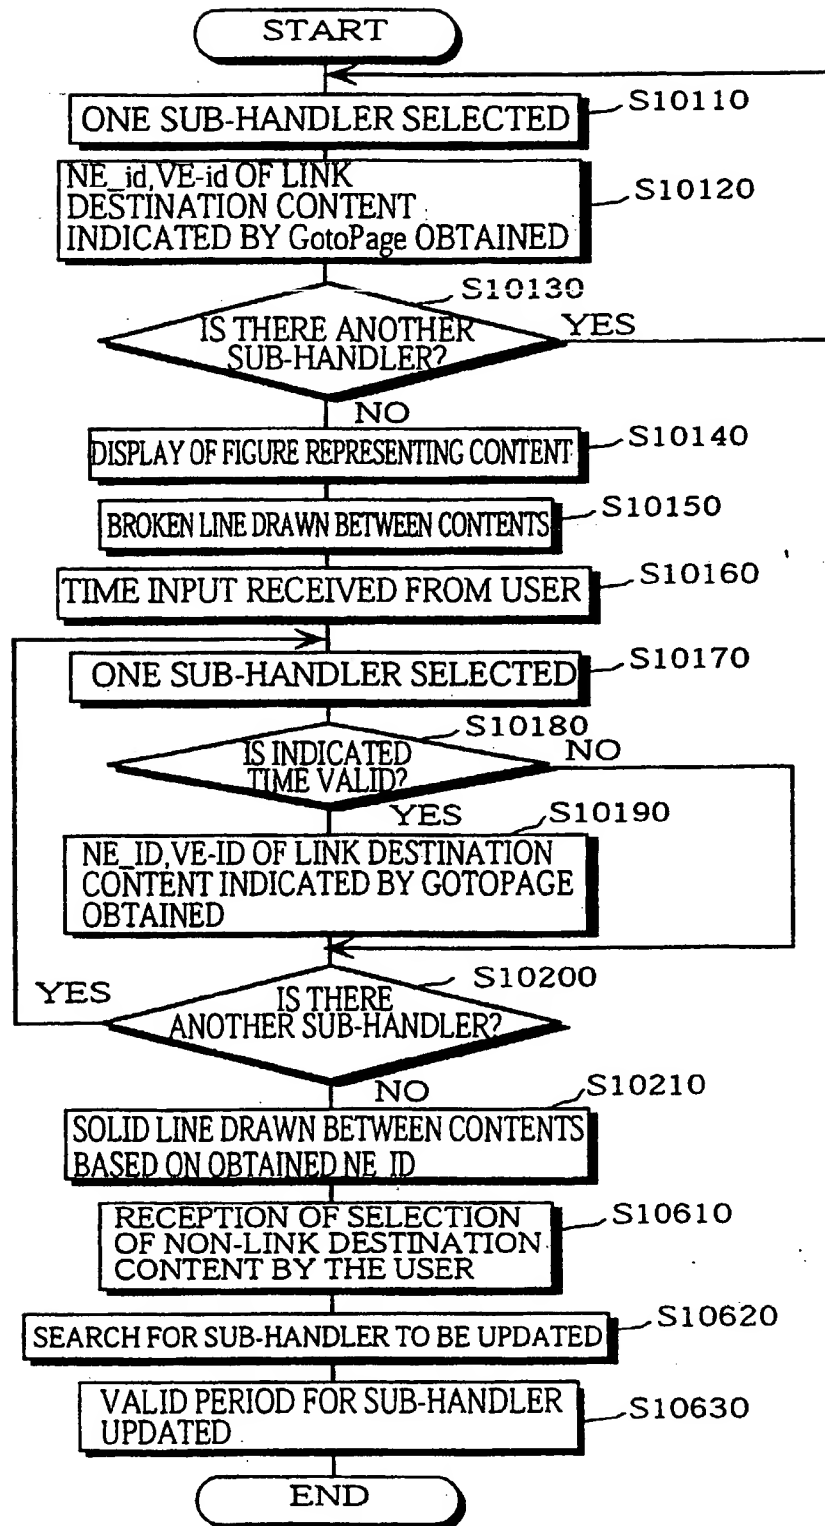 START
ONE SUB-HANDLER SELECTED
S10110
NE_id,VE-id OF LINK
DESTINATION CONTENT
INDICATED BY GotoPage OBTAINED
S10120
S10130
IS THERE ANOTHER
SUB-HANDLER?
YES
NO
DISPLAY OF FIGURE REPRESENTING CONTENT
S10140
BROKEN LINE DRAWN BETWEEN CONTENTS
S10150
TIME INPUT RECEIVED FROM USER
S10160
ONE SUB-HANDLER SELECTED
S10170
S10180
IS INDICATED
TIME VALID?
NO
YES
S10190
NE_ID,VE-ID OF LINK DESTINATION
CONTENT INDICATED BY GOTOPAGE
OBTAINED
S10200
YES
IS THERE
ANOTHER SUB-HANDLER?
NO
S10210
SOLID LINE DRAWN BETWEEN CONTENTS
BASED ON OBTAINED NE_ID
RECEPTION OF SELECTION
OF NON-LINK DESTINATION
CONTENT BY THE USER
S10610
SEARCH FOR SUB-HANDLER TO BE UPDATED
S10620
VALID PERIOD FOR SUB-HANDLER
UPDATED
S10630
END